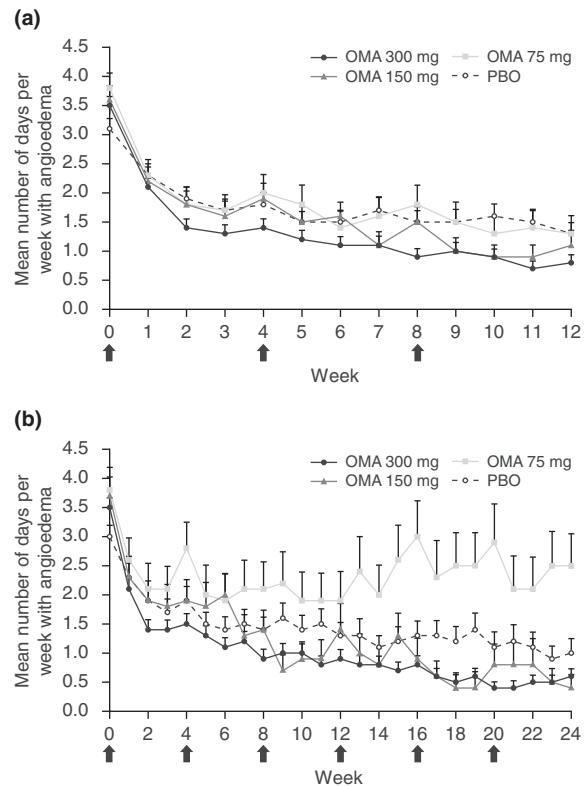 (a)
Mean number of days per
week with angioedema
4.5
4.0
3.5
3.0
2.5
2.0
1.5
1.0
0.5
0.0
OMA 300 mg OMA 75 mg
OMA 150 mg PBO
0 1 2 3 4 5 6 7 8 9 10 11 12
Week
(b)
Mean number of days per
week with angioedema
4.5
4.0
3.5
3.0
2.5
2.0
1.5
1.0
0.5
0.0
OMA 300 mg OMA 75 mg
OMA 150 mg PBO
0 2 4 6 8 10 12 14 16 18 20 22 24
Week